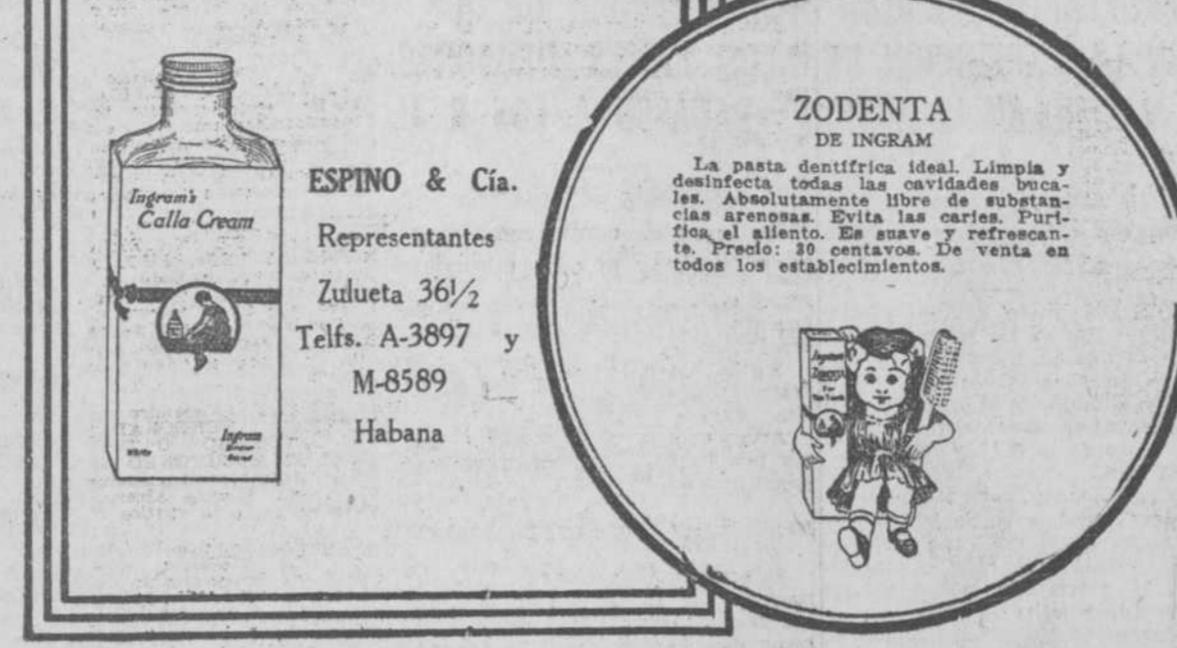 Ingram's
Calla Cream
Ingram
White
ESPINO & Cía.
Representantes
Zulueta 36½
Telfs. A-3897 y
M-8589
Habana
ZODENTA
DE INGRAM
La pasta dentífrica ideal. Limpia y
desinfecta todas las cavidades buca-
les. Absolutamente libre de substan-
cias arenosas. Evita las caries. Puri-
fica el aliento. Es suave y refrescan-
te. Precio: 30 centavos. De venta en
todos los establecimientos.